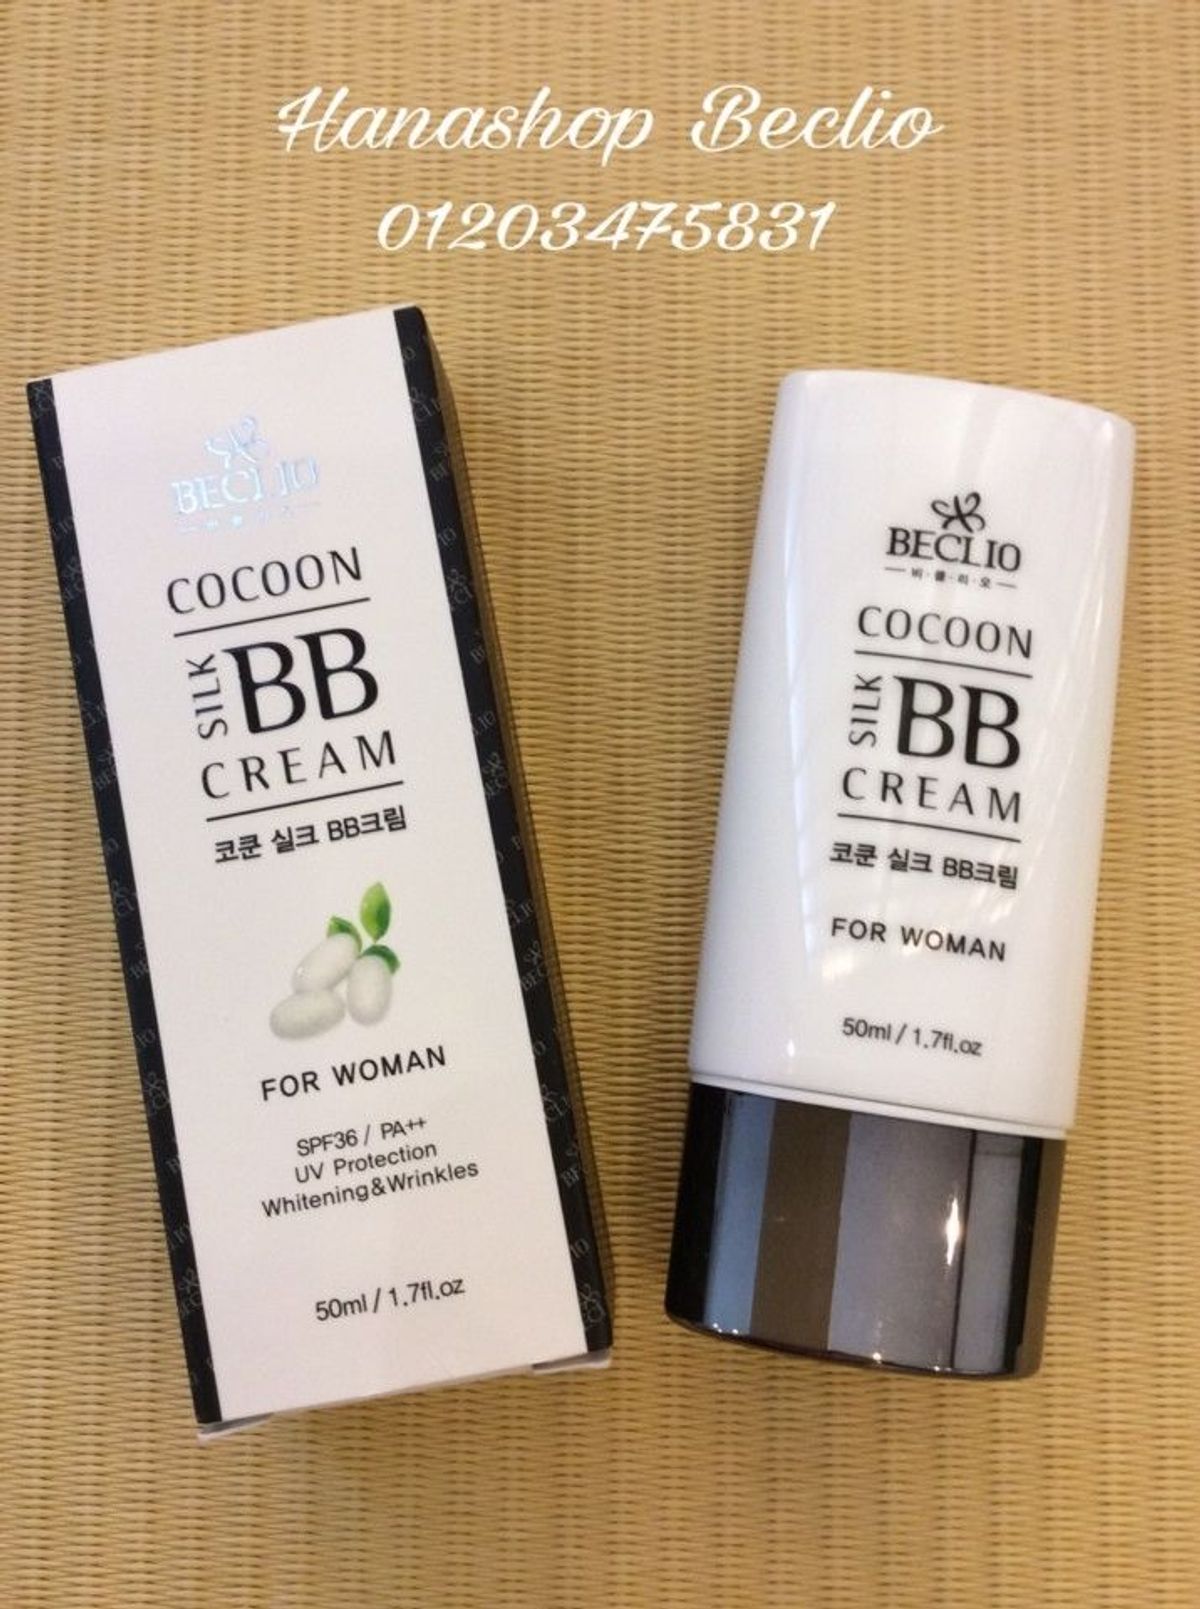 Hanashop Beclio
01203475831
BECLIO
COCOON
SILK
BB
CREAM
코쿤 실크 BB크림
FOR WOMAN
SPF36 / PA++
UV Protection
Whitening&Wrinkles
50ml / 1.7fl.oz
BECLIO
비·클·리·오
COCOON
SILK
BB
CREAM
코쿤 실크 BB크림
FOR WOMAN
50ml / 1.7fl.oz